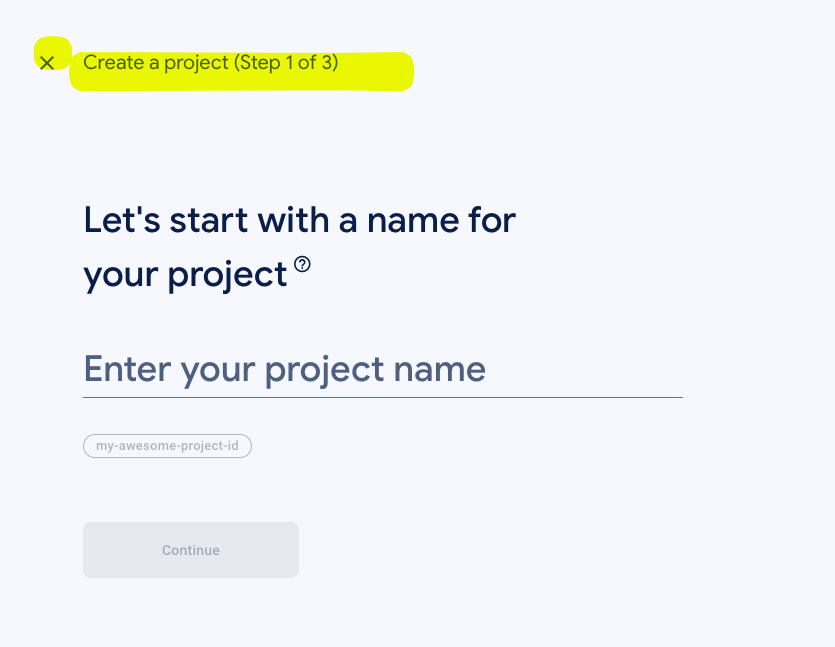 Create a project (Step 1 of 3)
Let's start with a name for
your project
Enter your project name
my-awesome-project-id
Continue